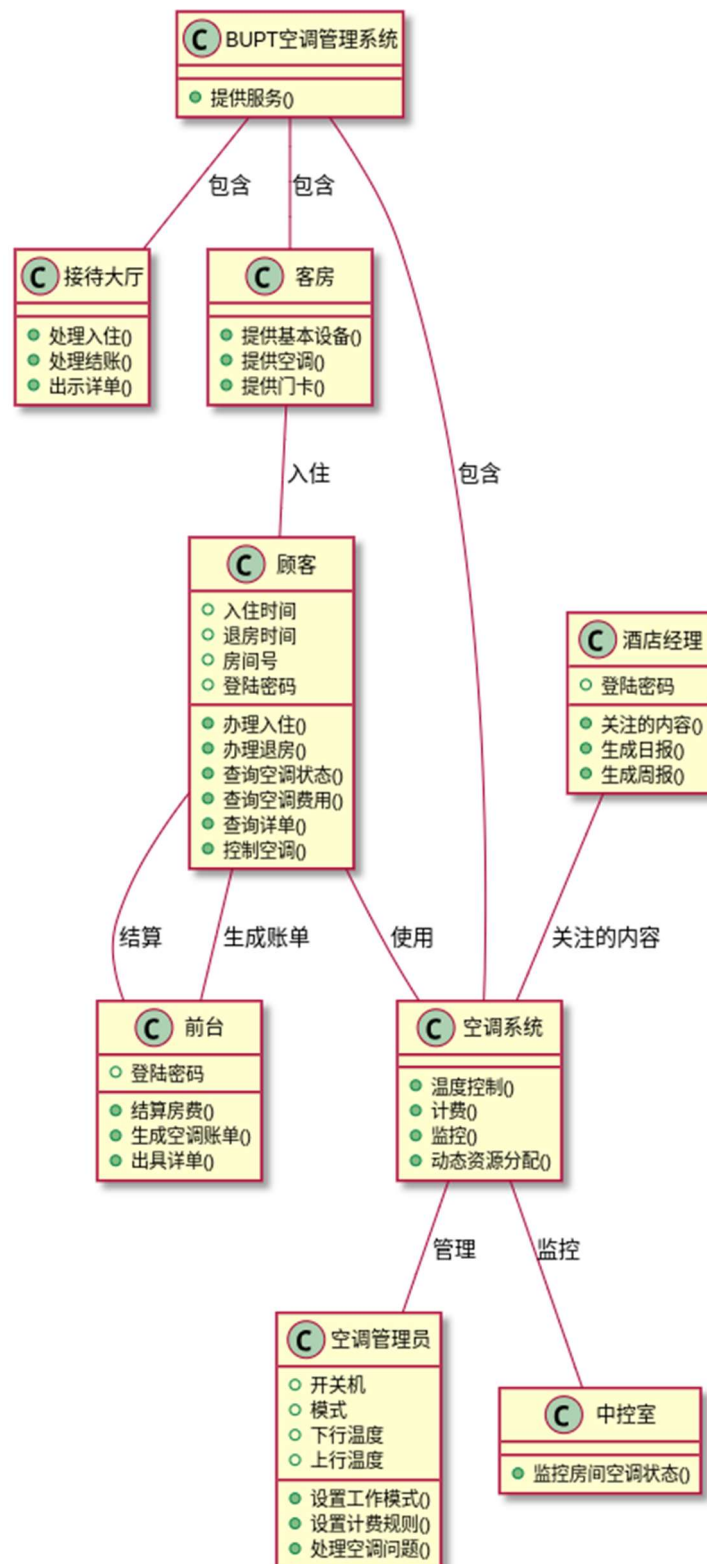 C BUPT空调管理系统
提供服务()
包含
包含
C 接待大厅
处理入住()
处理结账()
出示详单()
C 客房
提供基本设备()
提供空调()
提供门卡()
入住
包含
C 顾客
入住时间
退房时间
房间号
登陆密码
办理入住()
办理退房()
查询空调状态()
查询空调费用()
查询详单()
控制空调()
C 酒店经理
登陆密码
关注的内容()
生成日报()
生成周报()
结算
生成账单
使用
关注的内容
C 前台
登陆密码
结算房费()
生成空调账单()
出具详单()
C 空调系统
温度控制()
计费()
监控()
动态资源分配()
管理
监控
C 空调管理员
开关机
模式
下行温度
上行温度
设置工作模式()
设置计费规则()
处理空调问题()
C 中控室
监控房间空调状态()